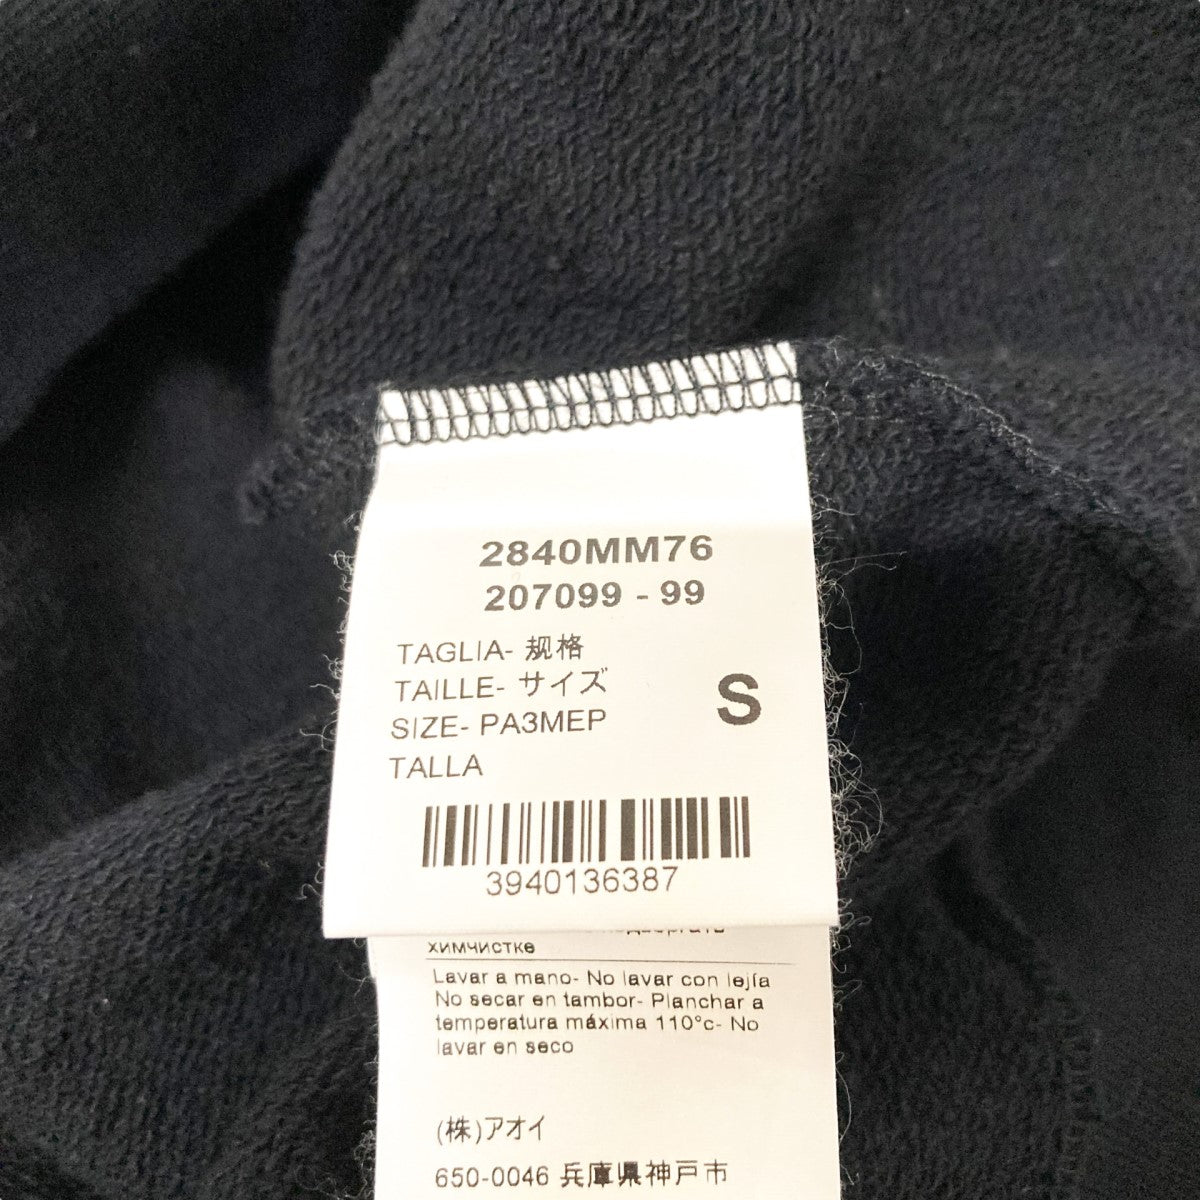 2840MM76
207099 - 99
TAGLIA- 规格
TAILLE- サイズ
SIZE- PA3MEP
TALLA
S
3940136387
химчистке
Lavar a mano- No lavar con lejía
No secar en tambor- Planchar a
temperatura máxima 110°c- No
lavar en seco
(株)アオイ
650-0046 兵庫県神戸市